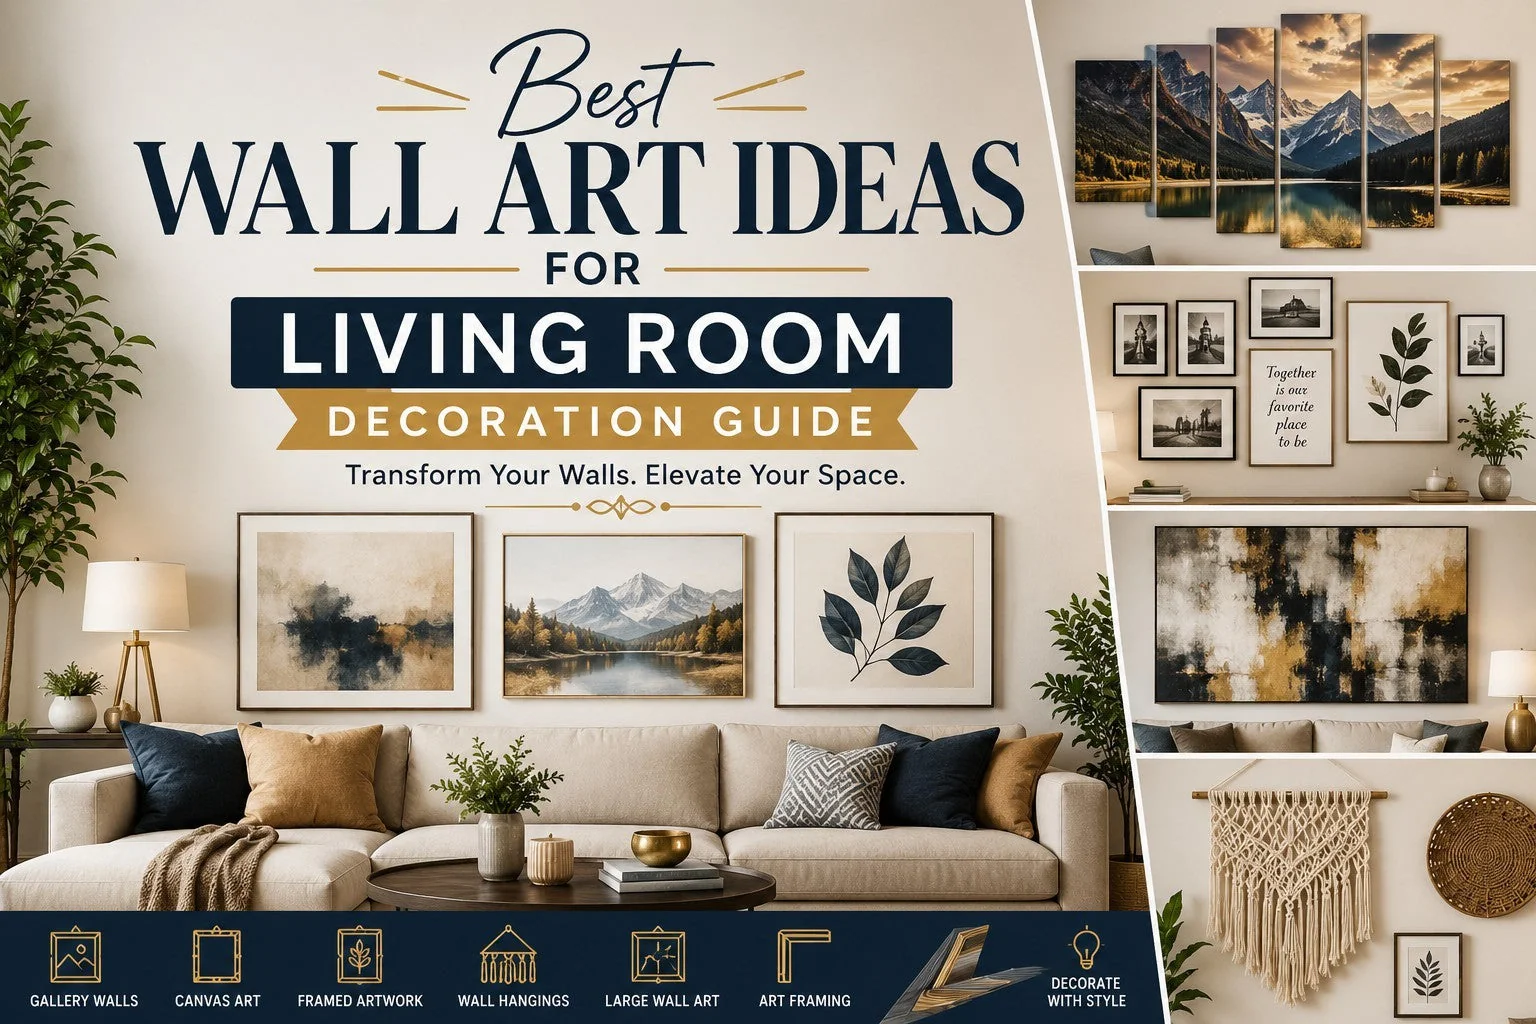 Best
WALL ART IDEAS
FOR
LIVING ROOM
DECORATION GUIDE
Transform Your Walls. Elevate Your Space.
Together
is our
favorite
place
to be
GALLERY WALLS
CANVAS ART
FRAMED ARTWORK
WALL HANGINGS
LARGE WALL ART
ART FRAMING
DECORATE
WITH STYLE